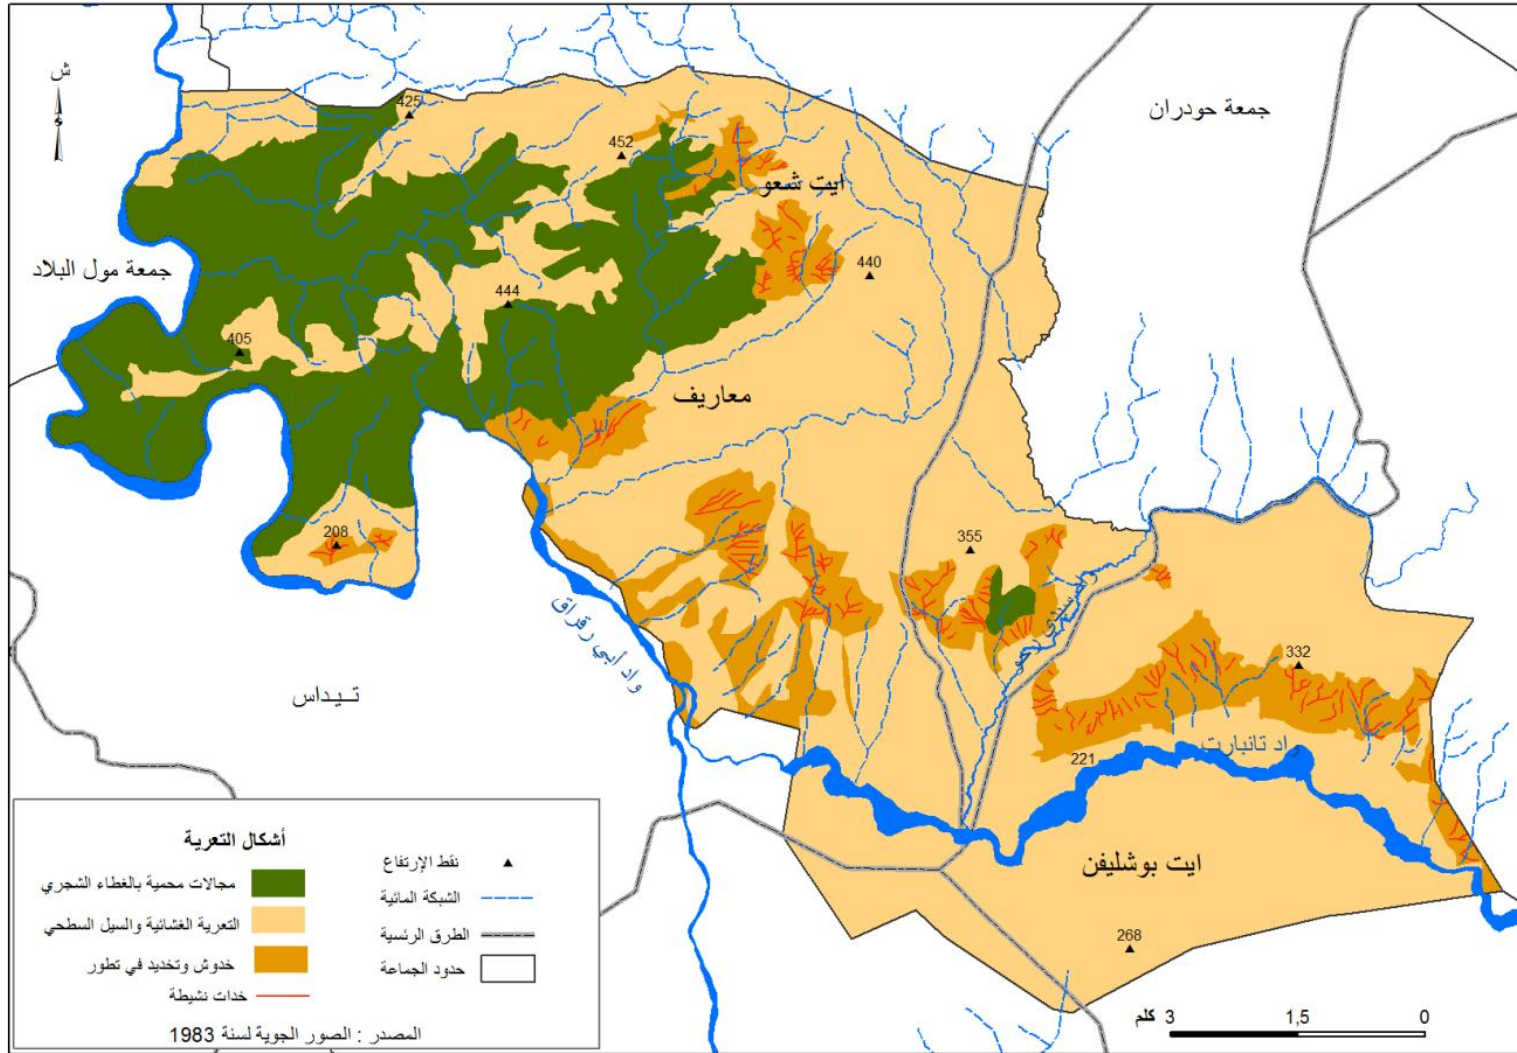 ش
425
جمعة حودران
452
ايت شعو
جمعة مول البلاد
440
444
405
معاريف
208
355
واد أبي رقراق
332
تـيـداس
واد تانبارت
221
ايت بوشليفن
268
أشكال التعرية
مجالات محمية بالغطاء الشجري
التعرية الغشائية والسيل السطحي
خدوش وتخديد في تطور
خدات نشيطة
نقط الإرتفاع
الشبكة المائية
الطرق الرئسية
حدود الجماعة
المصدر : الصور الجوية لسنة 1983
كلم 3 1,5 0